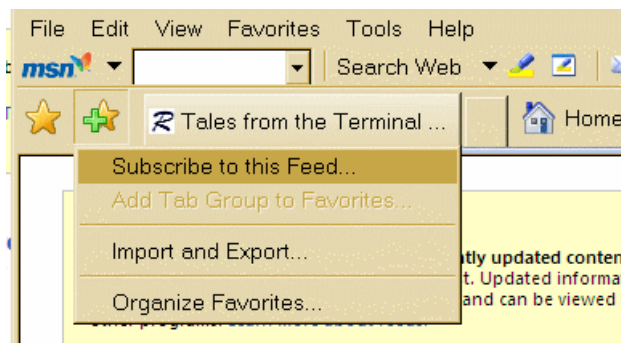 File Edit View Favorites Tools Help
msn Search Web
Tales from the Terminal ... Home
Subscribe to this Feed...
Add Tab Group to Favorites...
Import and Export...
Organize Favorites...
tly updated conten
t. Updated informa
and can be viewed